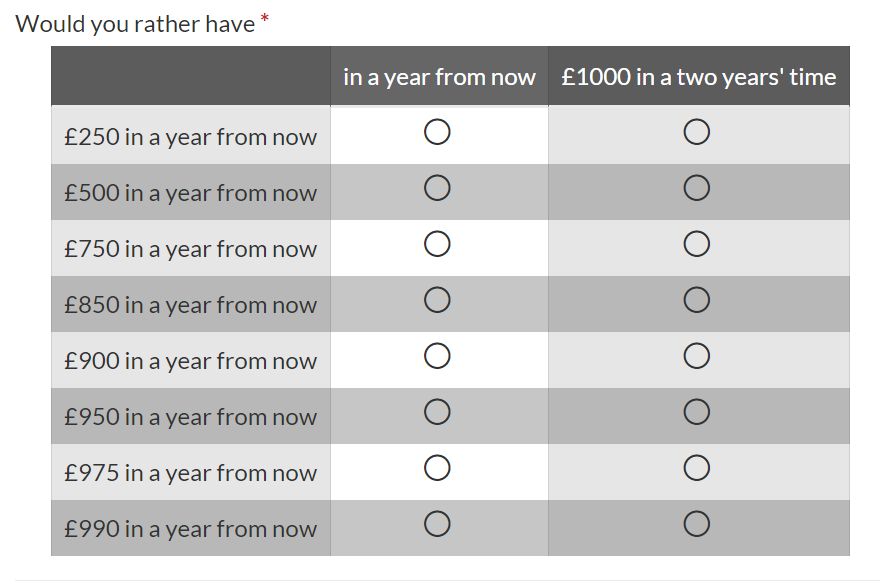 Would you rather have *
in a year from now £1000 in a two years' time
£250 in a year from now
£500 in a year from now
£750 in a year from now
£850 in a year from now
£900 in a year from now
£950 in a year from now
£975 in a year from now
£990 in a year from now